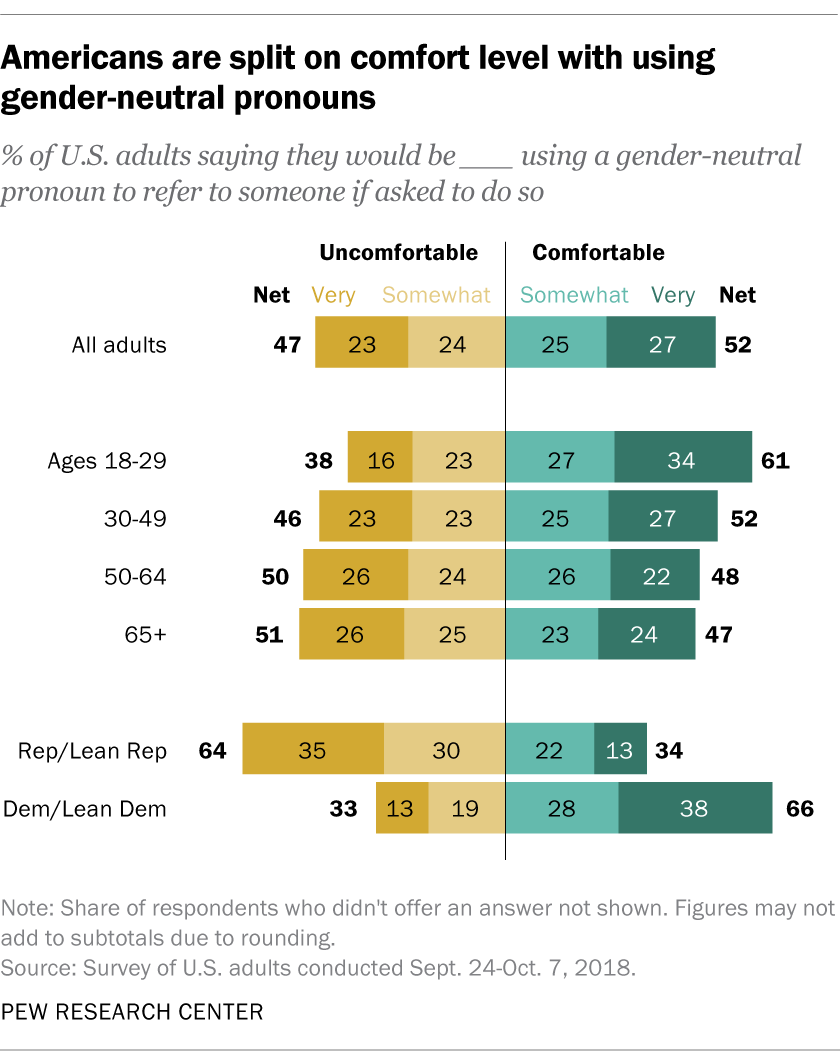 Americans are split on comfort level with using
gender-neutral pronouns
% of U.S. adults saying they would be ___ using a gender-neutral
pronoun to refer to someone if asked to do so
Uncomfortable Comfortable
Net Very Somewhat Somewhat Very Net
All adults 47 23 24 25 27 52
Ages 18-29 38 16 23 27 34 61
30-49 46 23 23 25 27 52
50-64 50 26 24 26 22 48
65+ 51 26 25 23 24 47
Rep/Lean Rep 64 35 30 22 13 34
Dem/Lean Dem 33 13 19 28 38 66
Note: Share of respondents who didn't offer an answer not shown. Figures may not
add to subtotals due to rounding.
Source: Survey of U.S. adults conducted Sept. 24-Oct. 7, 2018.
PEW RESEARCH CENTER